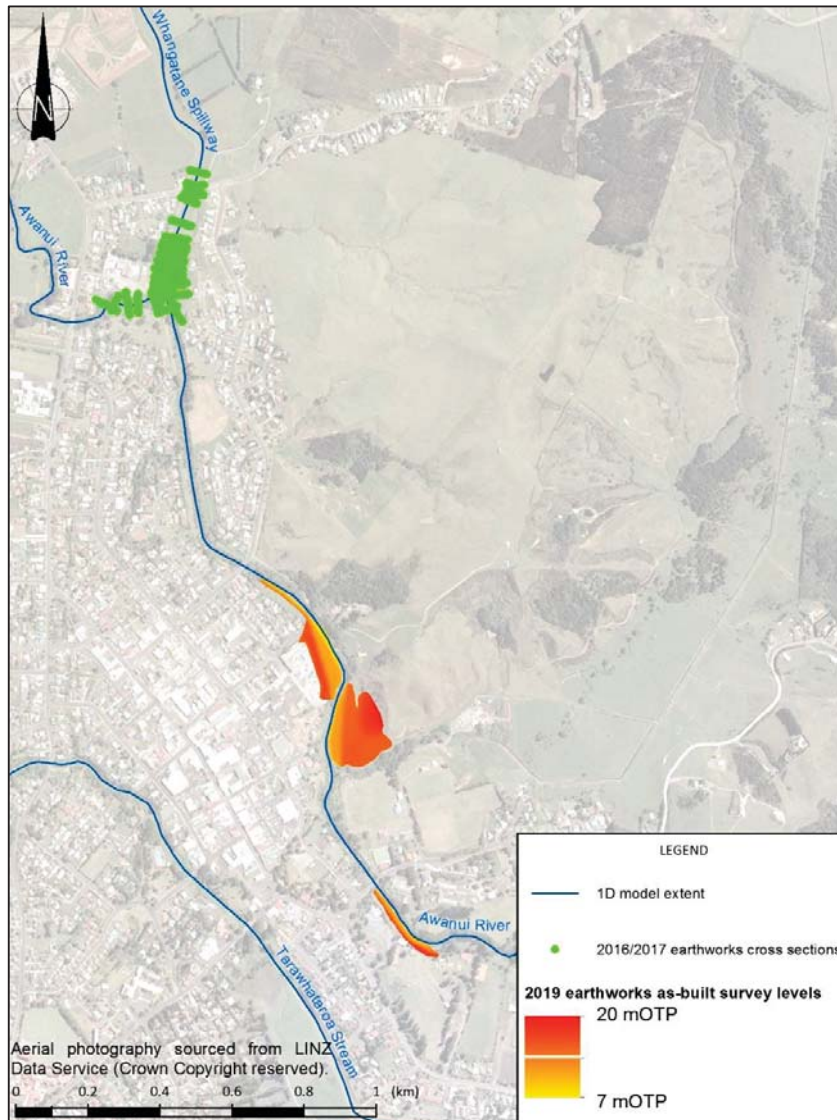 N
Whangatane Spillway
Awanui River
Awanui River
Tarawhataroa Stream
LEGEND
1D model extent
2016/2017 earthworks cross sections
2019 earthworks as-built survey levels
20 mOTP
7 mOTP
Aerial photography sourced from LINZ
Data Service (Crown Copyright reserved).
0 0.2 0.4 0.6 0.8 1 (km)